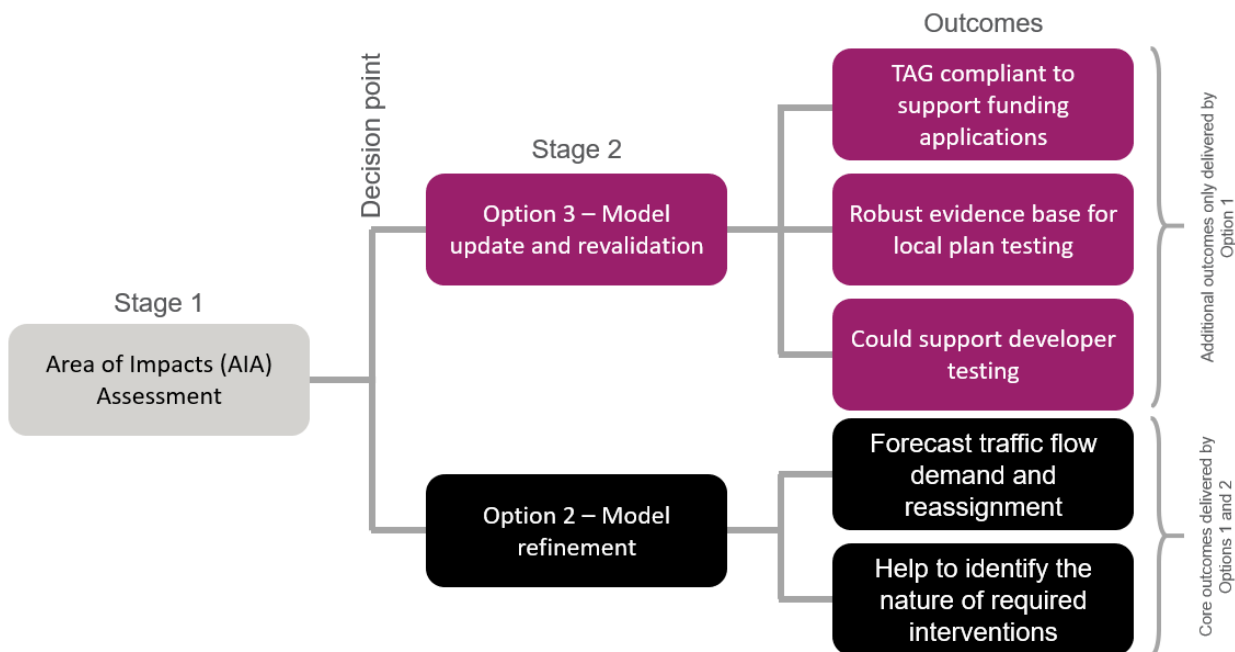 Outcomes
Decision point
Stage 2
Stage 1
Area of Impacts (AIA)
Assessment
Option 3 – Model
update and revalidation
TAG compliant to
support funding
applications
Robust evidence base for
local plan testing
Could support developer
testing
Additional outcomes only delivered by
Option 1
Option 2 – Model
refinement
Forecast traffic flow
demand and
reassignment
Help to identify the
nature of required
interventions
Core outcomes delivered by
Options 1 and 2